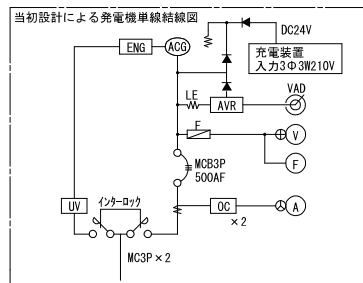 当初設計による発電機単線結線図
DC24V
ENG
ACG
充電装置
入力3Φ3W210V
LE
AVR
VAD
F
V
F
MCB3P
500AF
UV
インターロック
OC
×2
A
MC3P×2